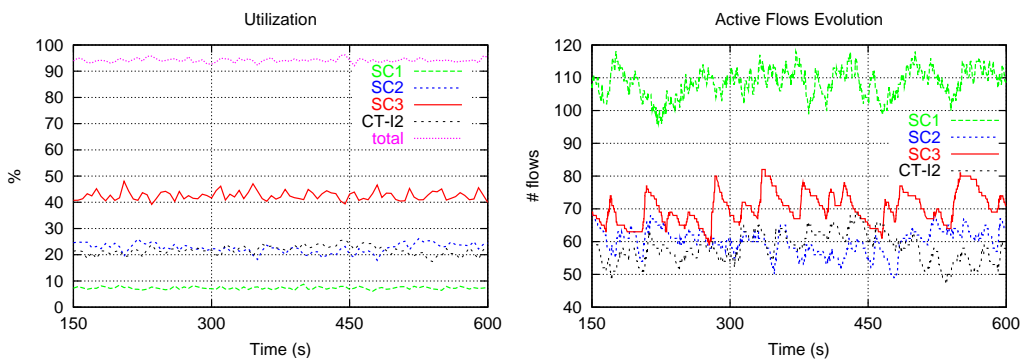 Utilization
100
90
80
70
60
50
40
30
20
10
0
%
SC1
SC2
SC3
CT-I2
total
150 300 450 600
Time (s)
Active Flows Evolution
120
110
100
90
80
70
60
50
40
# flows
SC1
SC2
SC3
CT-I2
150 300 450 600
Time (s)